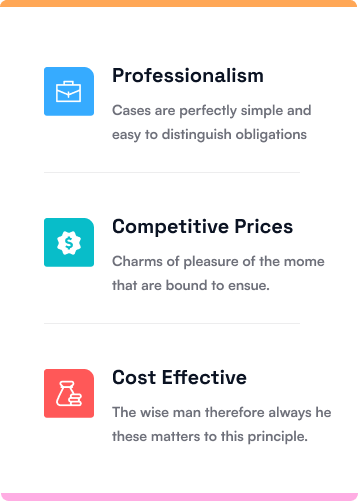 Professionalism
Cases are perfectly simple and
easy to distinguish obligations
Competitive Prices
Charms of pleasure of the mome
that are bound to ensue.
Cost Effective
The wise man therefore always he
these matters to this principle.